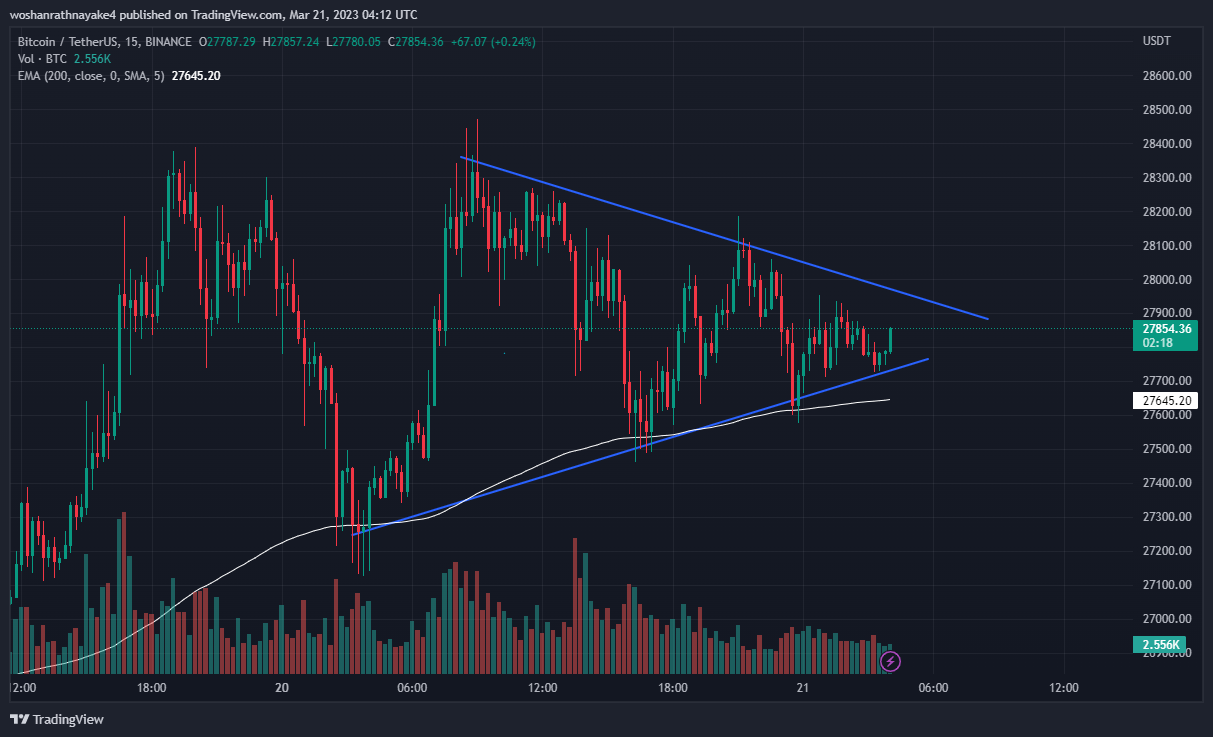 woshanrathnayake4 published on TradingView.com, Mar 21, 2023 04:12 UTC
Bitcoin / TetherUS, 15, BINANCE O27787.29 H27857.24 L27780.05 C27854.36 +67.07 (+0.24%)
USDT
Vol · BTC 2.556K
EMA (200, close, 0, SMA, 5) 27645.20
28600.00
28500.00
28400.00
28300.00
28200.00
28100.00
28000.00
27900.00
27854.36
02:18
27700.00
27645.20
27600.00
27500.00
27400.00
27300.00
27200.00
27100.00
27000.00
2.556K
26900.00
2:00 18:00 20 06:00 12:00 18:00 21 06:00 12:00
TradingView